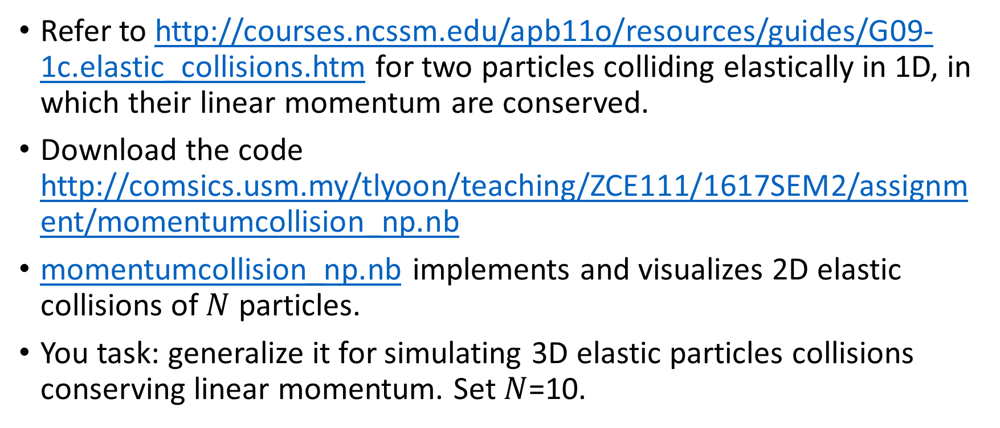 • Refer to http://courses.ncssm.edu/apb11o/resources/guides/G09-
1c.elastic_collisions.htm for two particles colliding elastically in 1D, in
which their linear momentum are conserved.
• Download the code
http://comsics.usm.my/tlyoon/teaching/ZCE111/1617SEM2/assignm
ent/momentumcollision_np.nb
• momentumcollision_np.nb implements and visualizes 2D elastic
collisions of N particles.
• You task: generalize it for simulating 3D elastic particles collisions
conserving linear momentum. Set N=10.